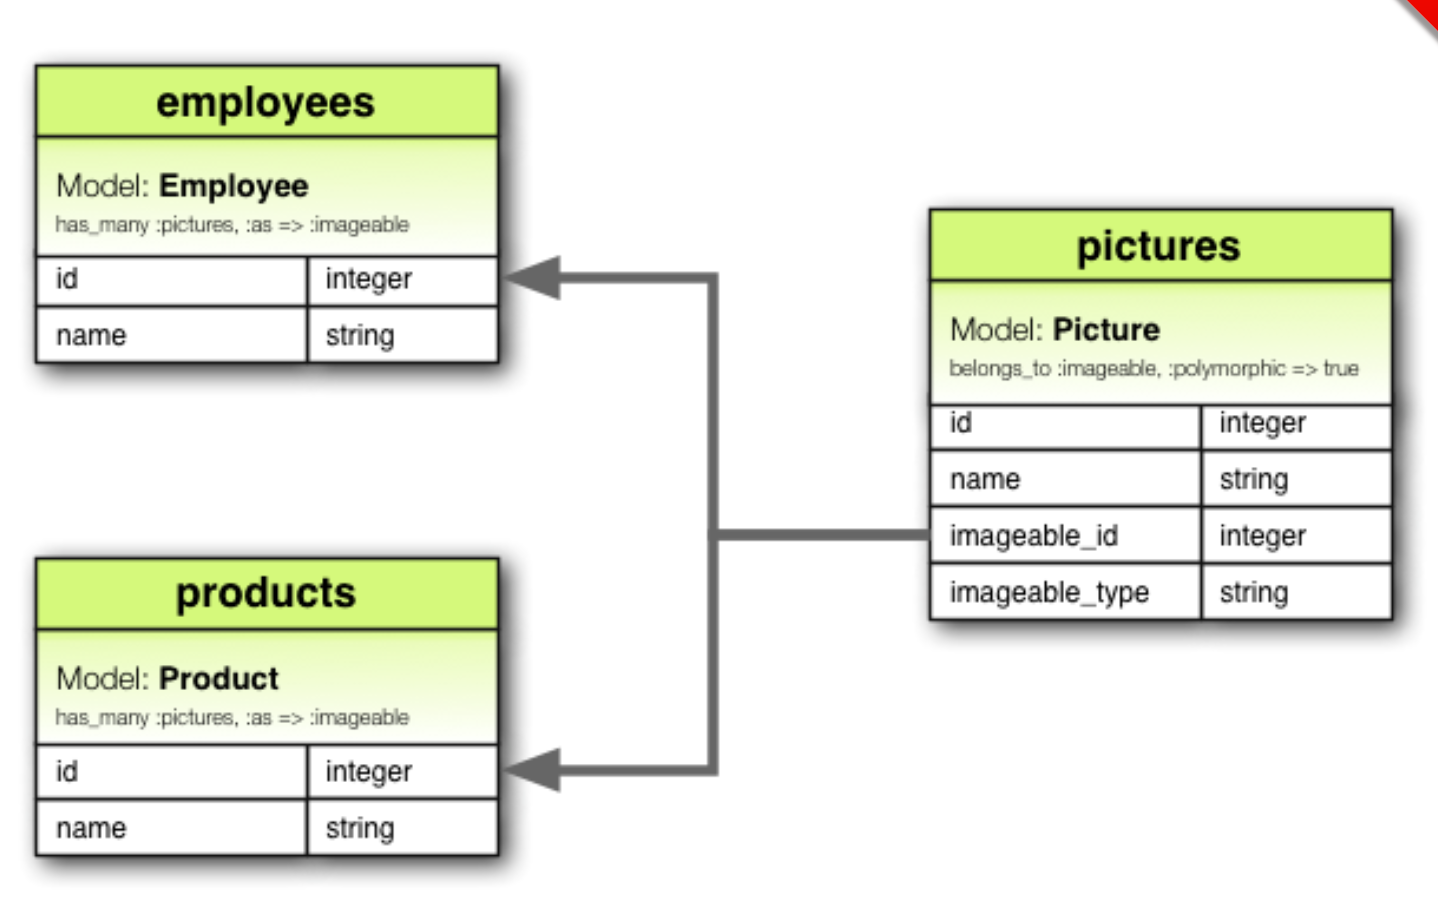 employees
Model: Employee
has_many :pictures, :as => :imageable
id integer
name string
pictures
Model: Picture
belongs_to :imageable, :polymorphic => true
id integer
name string
imageable_id integer
imageable_type string
products
Model: Product
has_many :pictures, :as => :imageable
id integer
name string